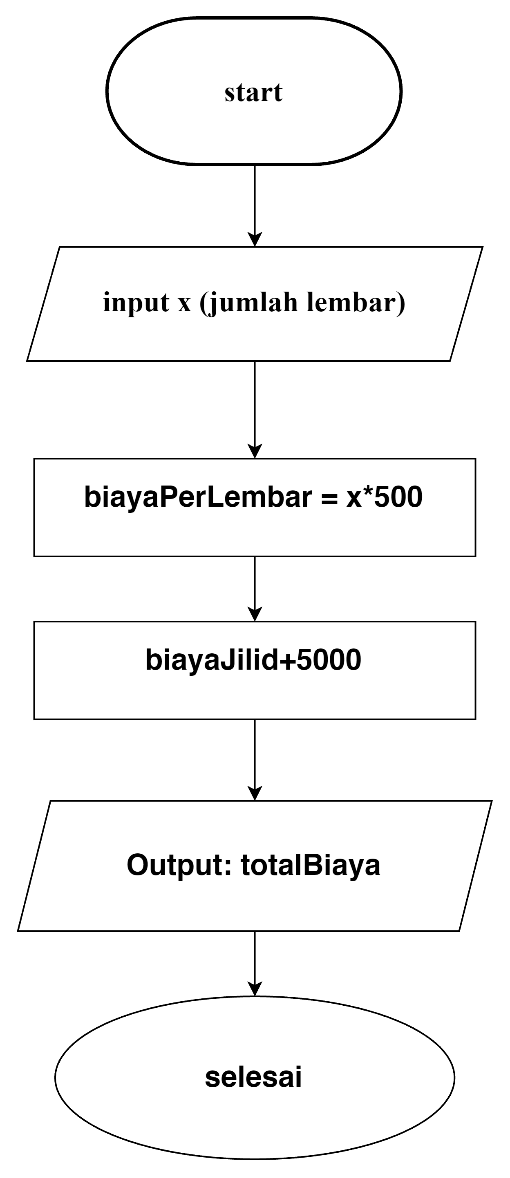 start
input x (jumlah lembar)
biayaPerLembar = x*500
biayaJilid+5000
Output: totalBiaya
selesai